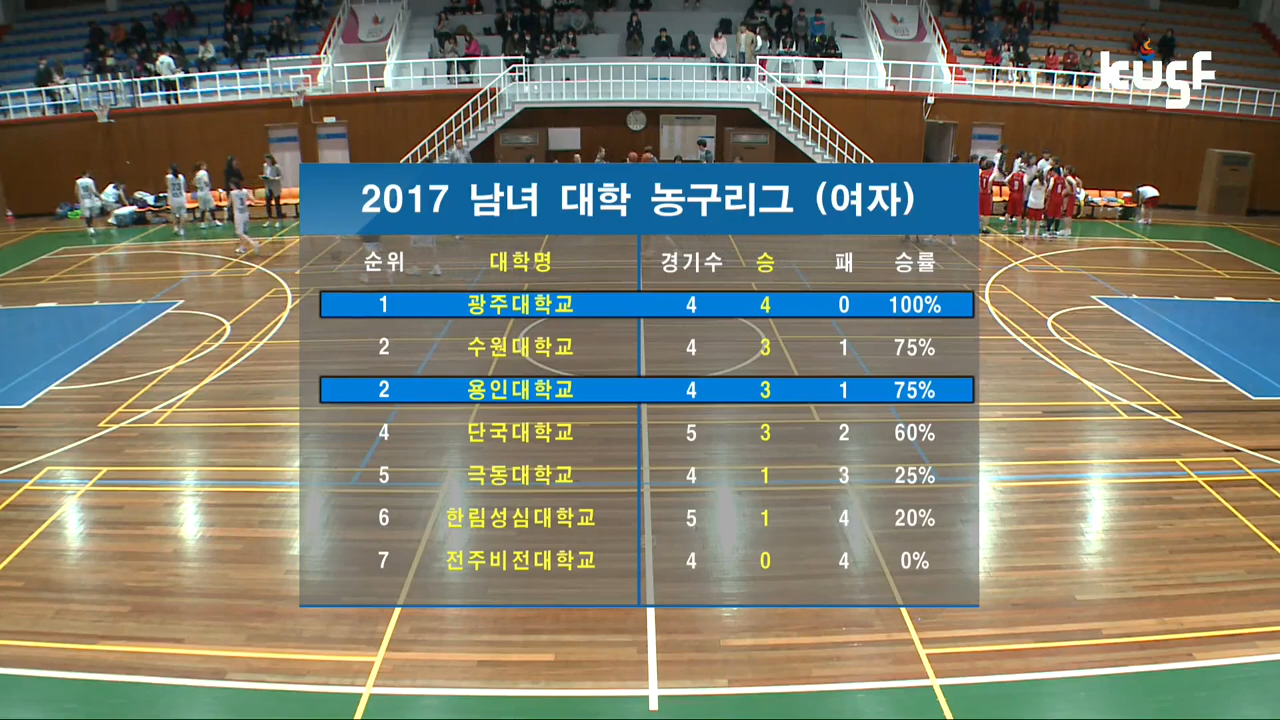 kusf
2017 남녀 대학 농구리그 (여자)
순위 대학명 경기수 승 패 승률
1 광주대학교 4 4 0 100%
2 수원대학교 4 3 1 75%
2 용인대학교 4 3 1 75%
4 단국대학교 5 3 2 60%
5 극동대학교 4 1 3 25%
6 한림성심대학교 5 1 4 20%
7 전주비전대학교 4 0 4 0%